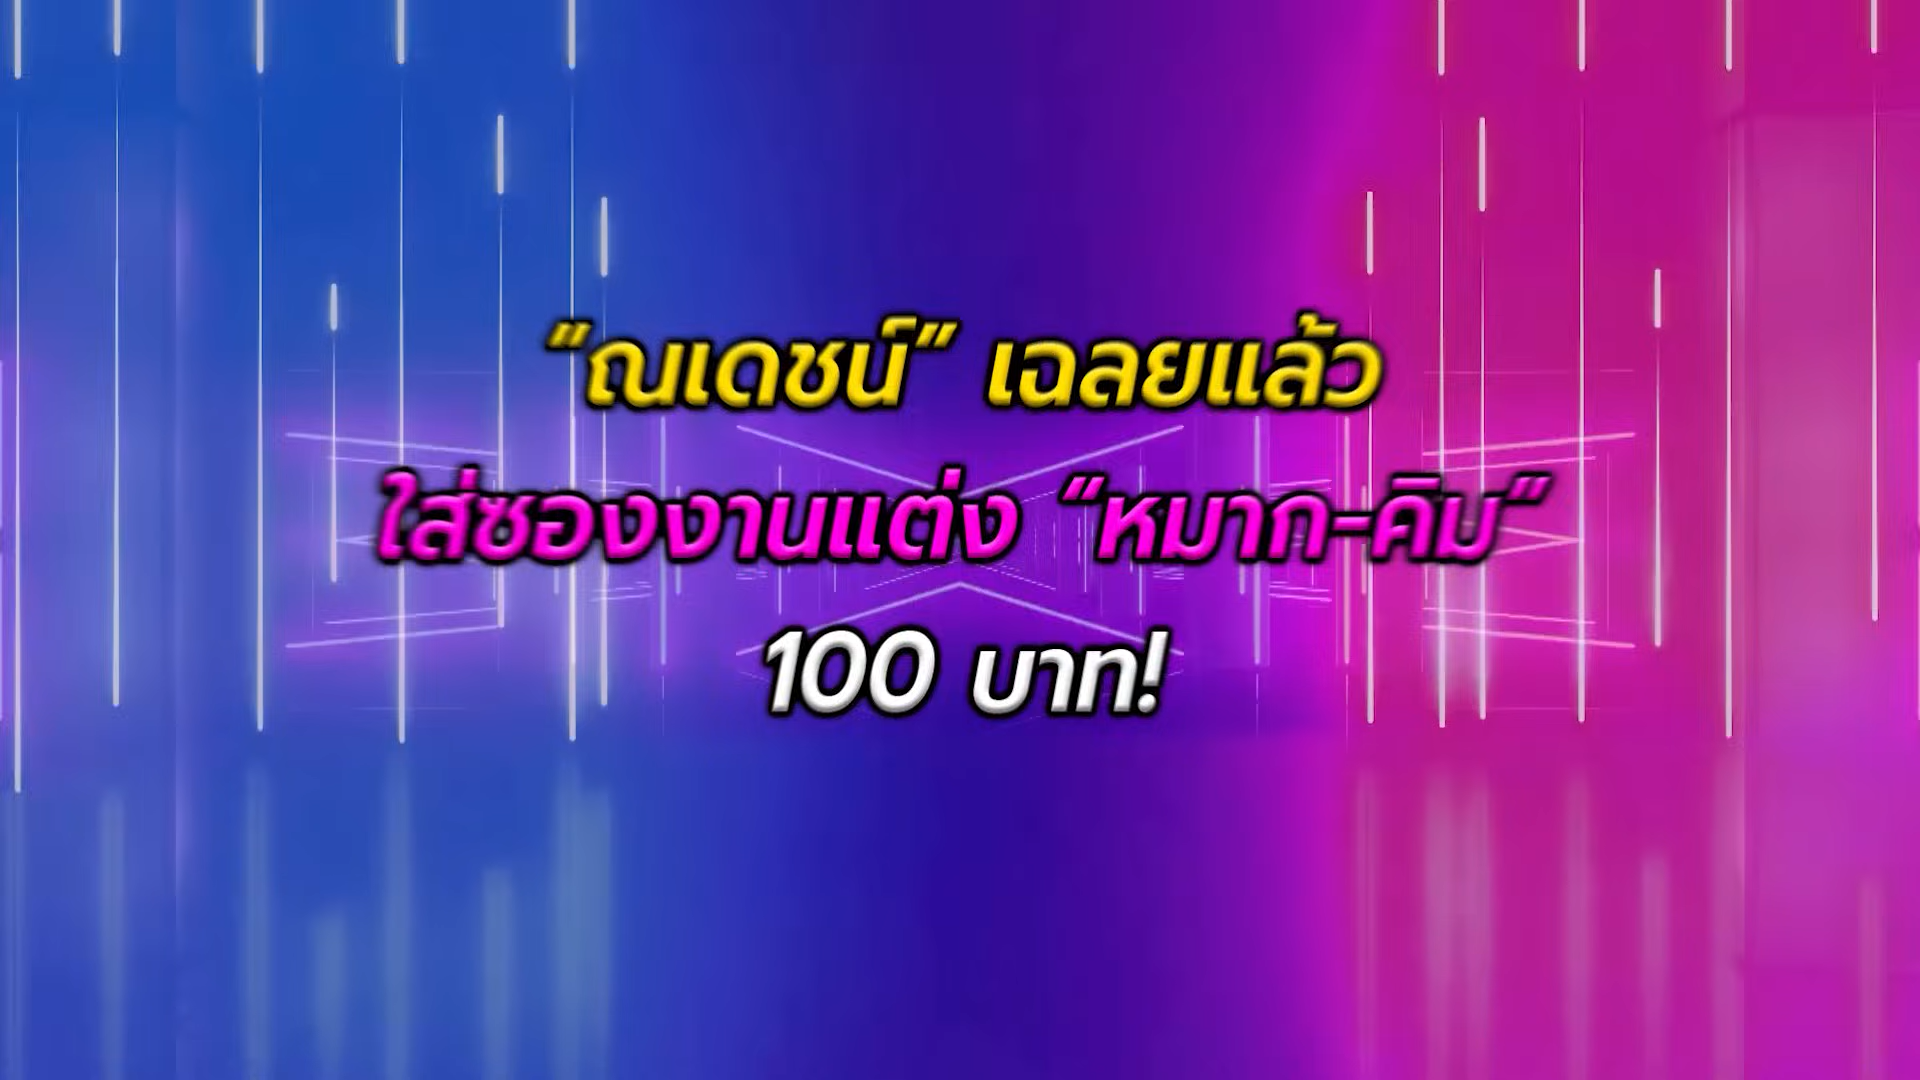 “ณเดชน์” เฉลยแล้ว
ใส่ซองงานแต่ง “หมาก-คิม”
100 บาท!